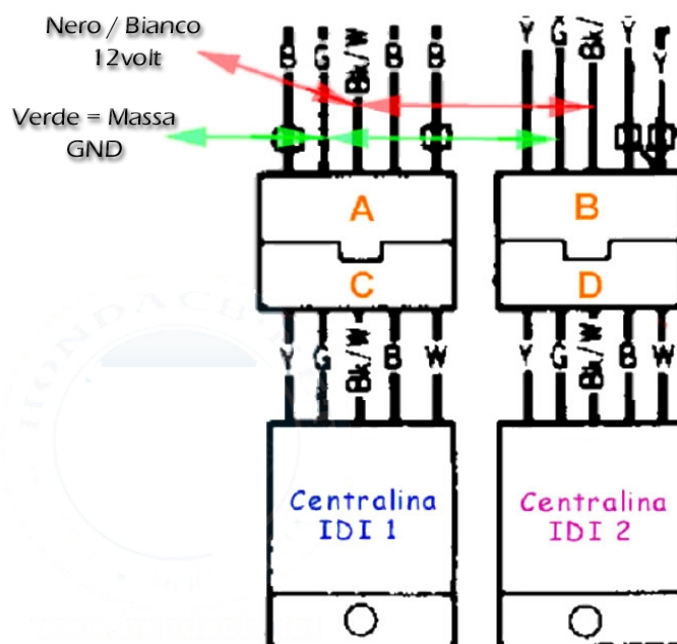 Nero / Bianco
12volt
Verde = Massa
GND
B G Bk/W B B
Y G Bk/ Y Y
A B
C D
Y G Bk/W B W
Y G Bk/W B W
Centralina
IDI 1
Centralina
IDI 2